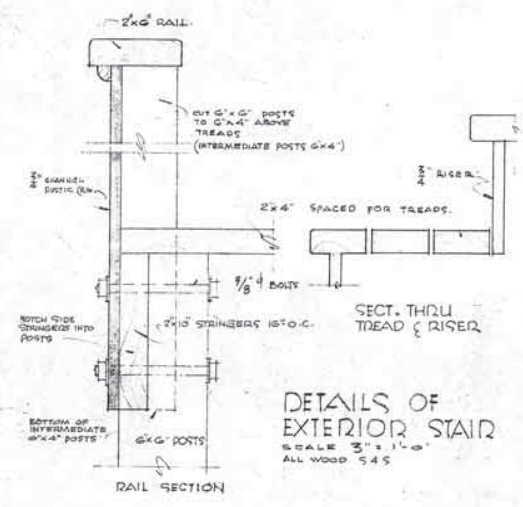 2"x6" RAIL.
CUT 6"x6" POSTS
TO 6"x4" ABOVE
TREADS
(INTERMEDIATE POSTS 6x4")
3/4" CHANNEL
RUSTIC
3/4" RISER
2"x4" SPACED FOR TREADS.
5/8" ф BOLTS
SECT. THRU
TREAD & RISER
NOTCH SIDE
STRINGERS INTO
POSTS
2"x10" STRINGERS 16" O.C.
BOTTOM OF
INTERMEDIATE
6"x4" POSTS
6"x6" POSTS
RAIL SECTION
DETAILS OF
EXTERIOR STAIR
SCALE 3" = 1'-0"
ALL WOOD S4S